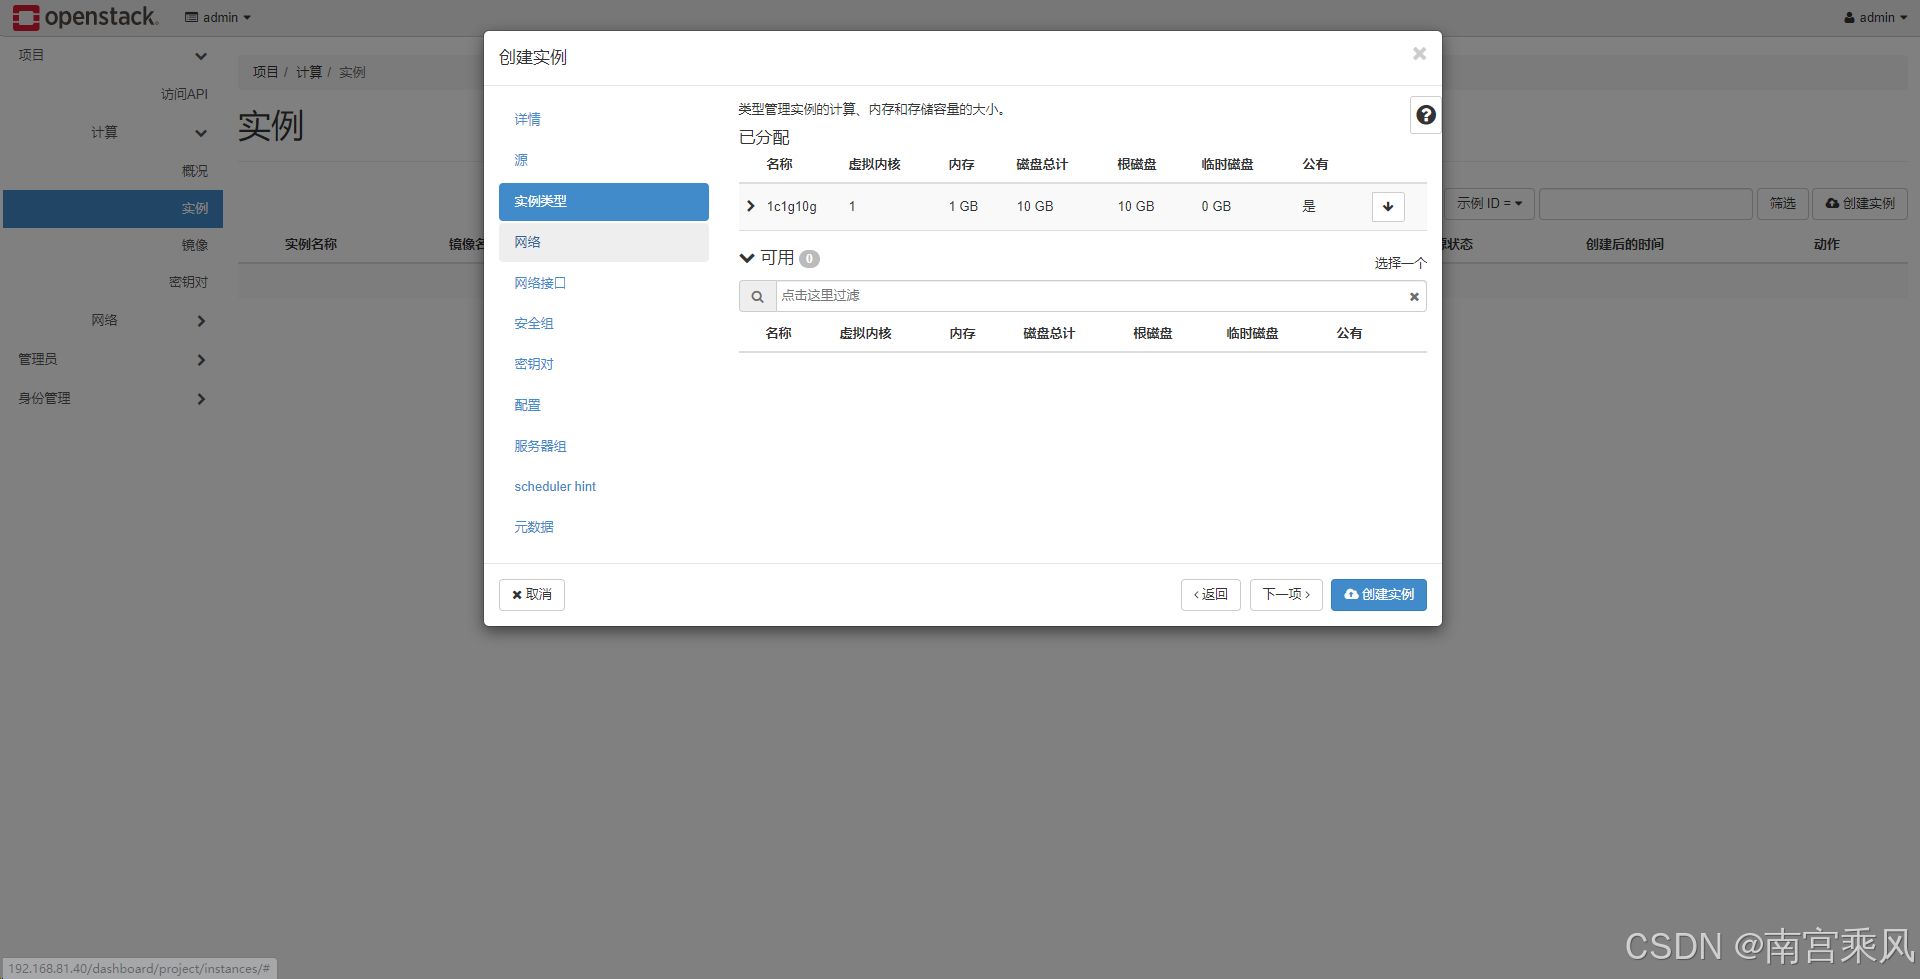 openstack.
admin
admin
项目
访问API
计算
概况
实例
镜像
密钥对
网络
管理员
身份管理
项目 / 计算 / 实例
实例
示例 ID =
筛选
创建实例
实例名称
镜像名
状态
创建后的时间
动作
创建实例
详情
源
实例类型
网络
网络接口
安全组
密钥对
配置
服务器组
scheduler hint
元数据
类型管理实例的计算、内存和存储容量的大小。
已分配
名称 虚拟内核 内存 磁盘总计 根磁盘 临时磁盘 公有
1c1g10g 1 1 GB 10 GB 10 GB 0 GB 是
可用 0
选择一个
点击这里过滤
名称 虚拟内核 内存 磁盘总计 根磁盘 临时磁盘 公有
取消
‹ 返回
下一项 ›
创建实例
192.168.81.40/dashboard/project/instances/#
CSDN @南宫乘风